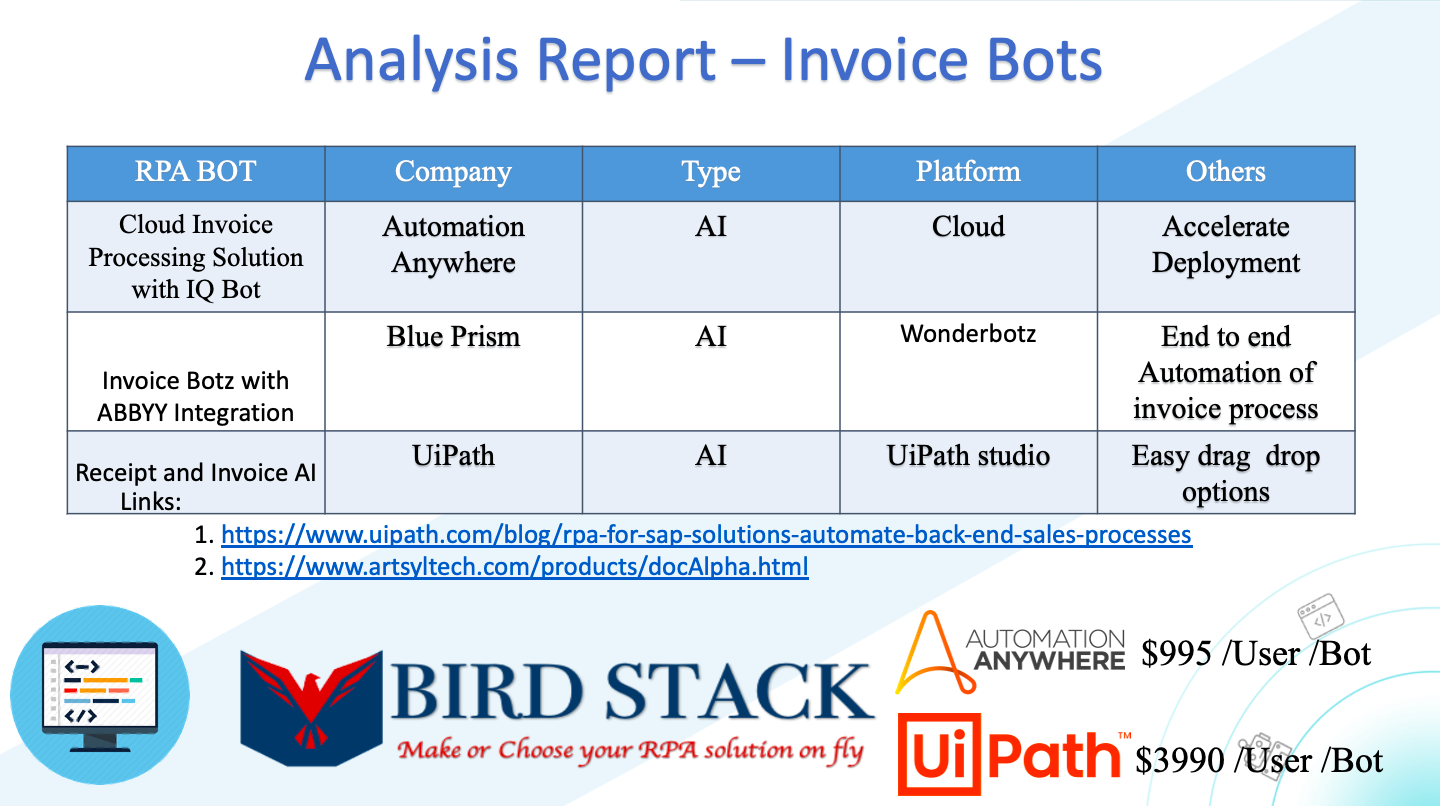 Analysis Report – Invoice Bots
RPA BOT
Company
Type
Platform
Others
Cloud Invoice
Processing Solution
with IQ Bot
Automation
Anywhere
AI
Cloud
Accelerate
Deployment
Invoice Botz with
ABBYY Integration
Blue Prism
AI
Wonderbotz
End to end
Automation of
invoice process
Receipt and Invoice AI
UiPath
AI
UiPath studio
Easy drag  drop
options
Links:
1. https://www.uipath.com/blog/rpa-for-sap-solutions-automate-back-end-sales-processes
2. https://www.artsyltech.com/products/docAlpha.html
BIRD STACK
Make or Choose your RPA solution on fly
AUTOMATION
ANYWHERE
$995 /User /Bot
UiPath™
$3990 /User /Bot